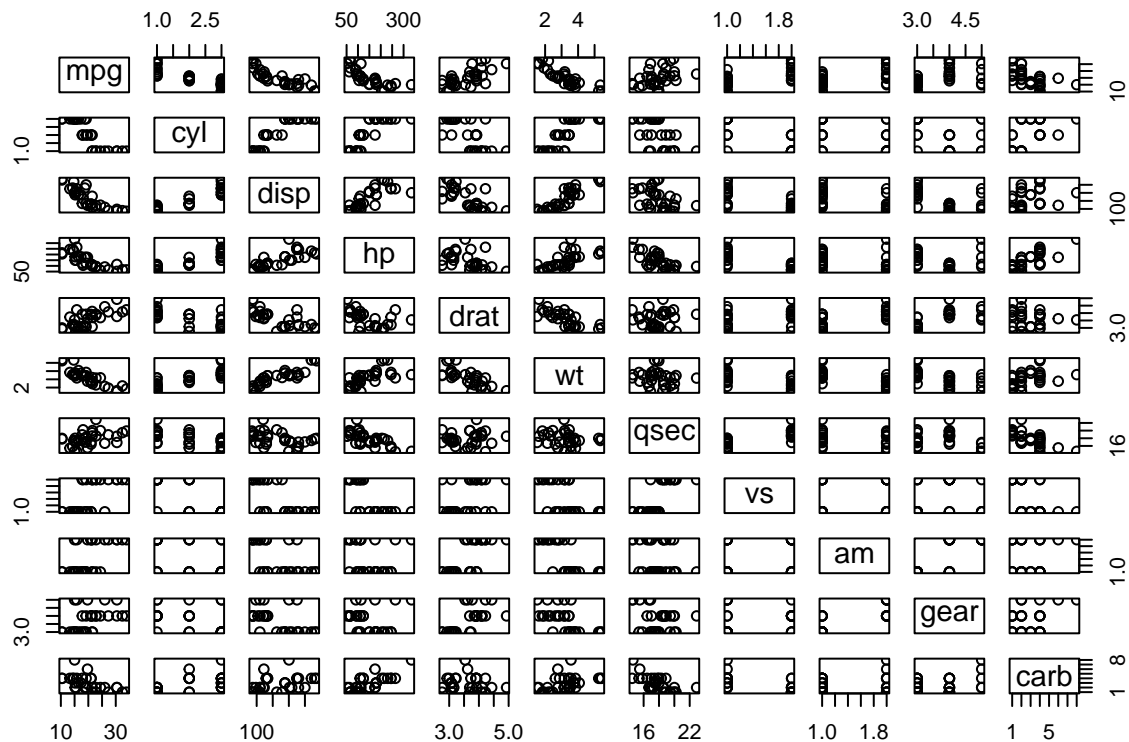 1.0 2.5 50 300 2 4 1.0 1.8 3.0 4.5
mpg 10
1.0 cyl
disp 100
50 hp
drat 3.0
2 wt
qsec 16
1.0 vs
am 1.0
3.0 gear
carb 1 8
10 30 100 3.0 5.0 16 22 1.0 1.8 1 5